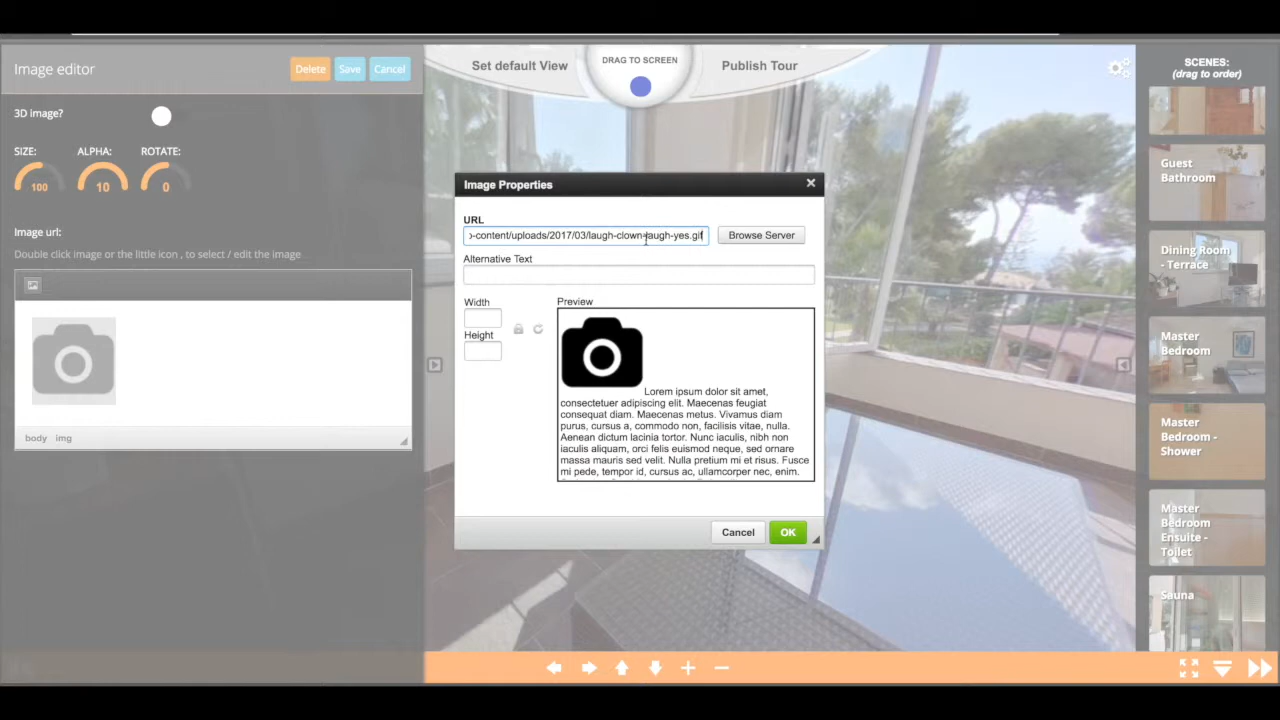 Image editor
Delete
Save
Cancel
3D image?
SIZE:
ALPHA:
ROTATE:
100
10
0
Image url:
Double click image or the little icon , to select / edit the image
body img
Set default View
DRAG TO SCREEN
Publish Tour
Image Properties
URL
-content/uploads/2017/03/laugh-clown-laugh-yes.gif
Browse Server
Alternative Text
Width
Height
Preview
Lorem ipsum dolor sit amet,
consectetuer adipiscing elit. Maecenas feugiat
consequat diam. Maecenas metus. Vivamus diam
purus, cursus a, commodo non, facilisis vitae, nulla.
Aenean dictum lacinia tortor. Nunc iaculis, nibh non
iaculis aliquam, orci felis euismod neque, sed ornare
massa mauris sed velit. Nulla pretium mi et risus. Fusce
mi pede, tempor id, cursus ac, ullamcorper nec, enim.
Cancel
OK
SCENES:
(drag to order)
Guest
Bathroom
Dining Room
- Terrace
Master
Bedroom
Master
Bedroom -
Shower
Master
Bedroom
Ensuite -
Toilet
Sauna